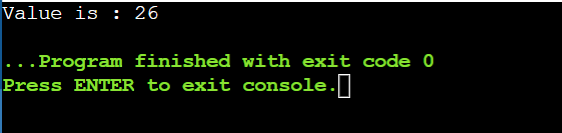 Value is : 26
...Program finished with exit code 0
Press ENTER to exit console.